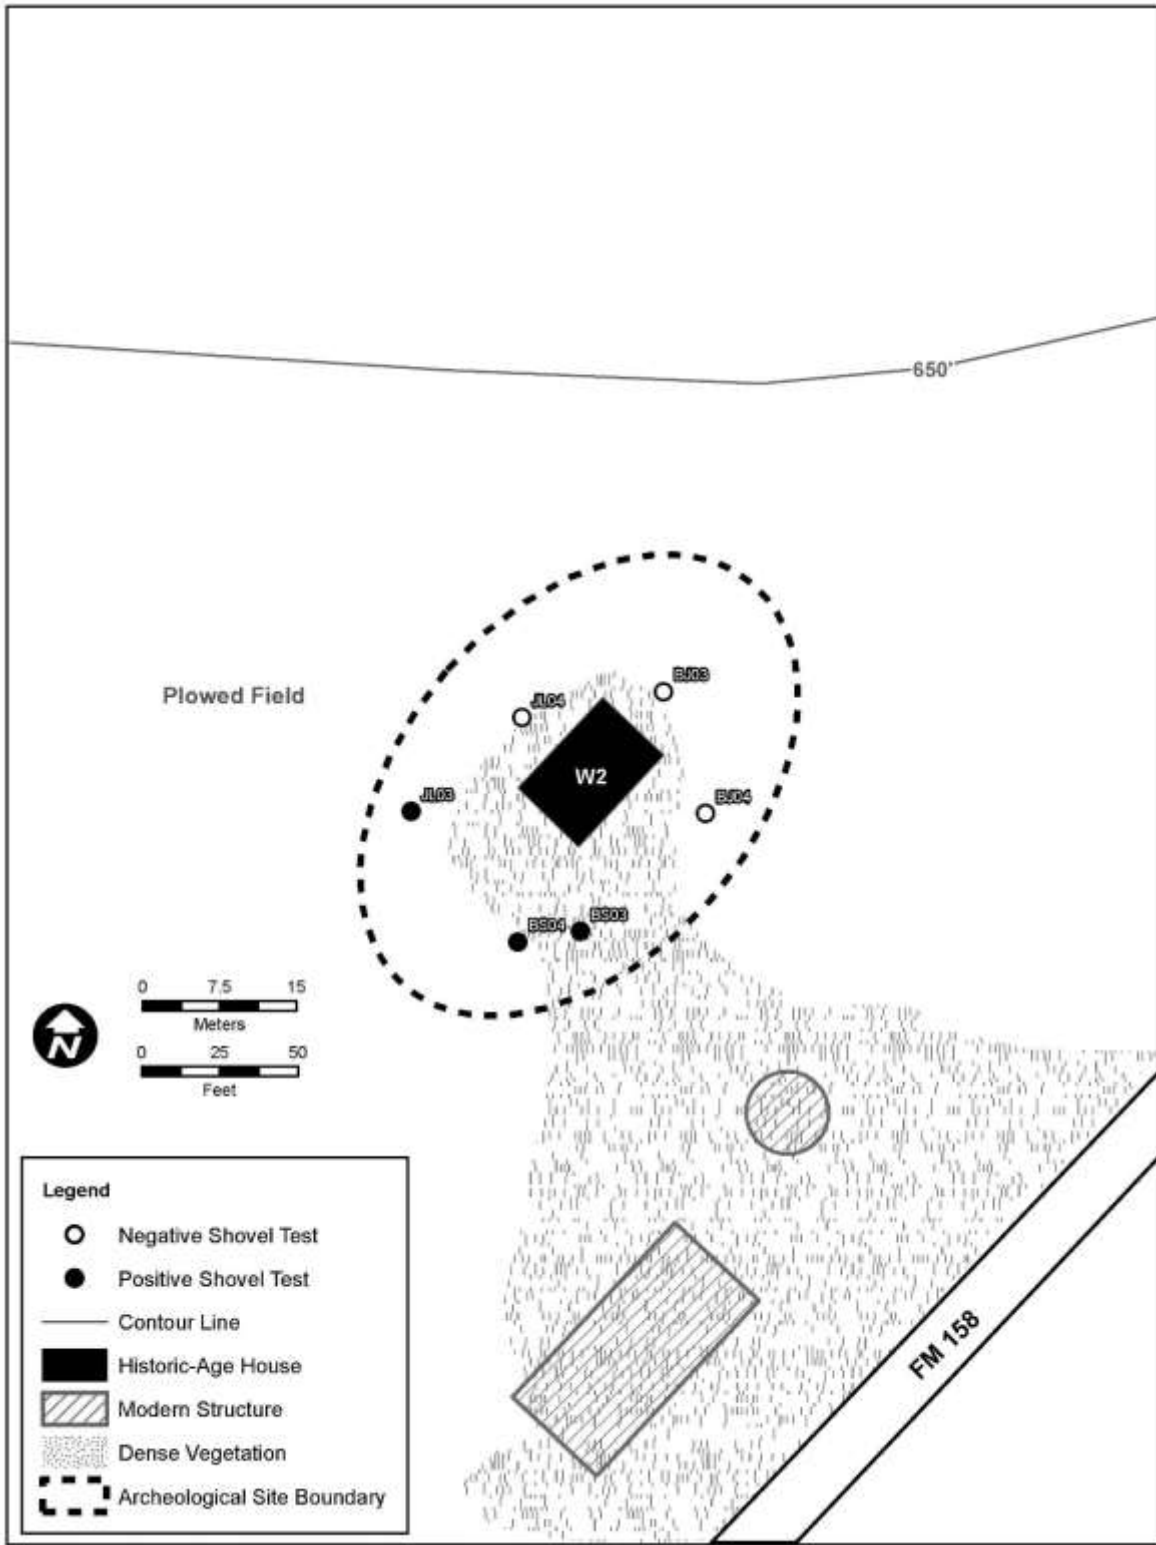 650'
Plowed Field
BJ03
JL04
W2
JL03
BJ04
BS04
BS03
0 7.5 15
Meters
0 25 50
Feet
N
Legend
Negative Shovel Test
Positive Shovel Test
Contour Line
Historic-Age House
Modern Structure
Dense Vegetation
Archeological Site Boundary
FM 158